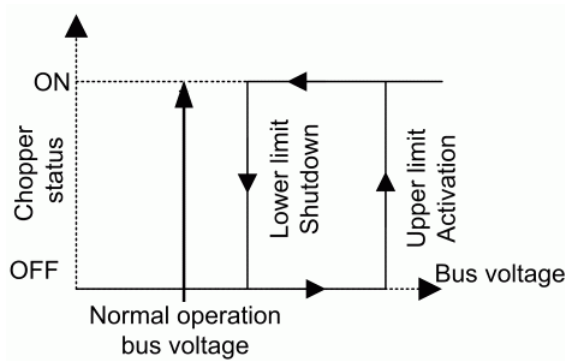 ON
Chopper
status
OFF
Lower limit
Shutdown
Upper limit
Activation
Bus voltage
Normal operation
bus voltage